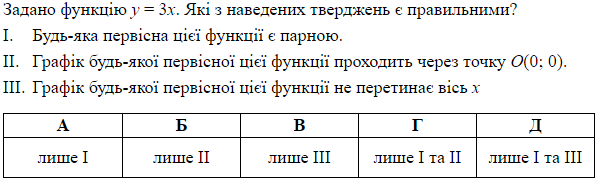 Задано функцію y = 3x. Які з наведених тверджень є правильними?
I. Будь-яка первісна цієї функції є парною.
II. Графік будь-якої первісної цієї функції проходить через точку O(0; 0).
III. Графік будь-якої первісної цієї функції не перетинає вісь x
А Б В Г Д
лише I лише II лише III лише I та II лише I та III